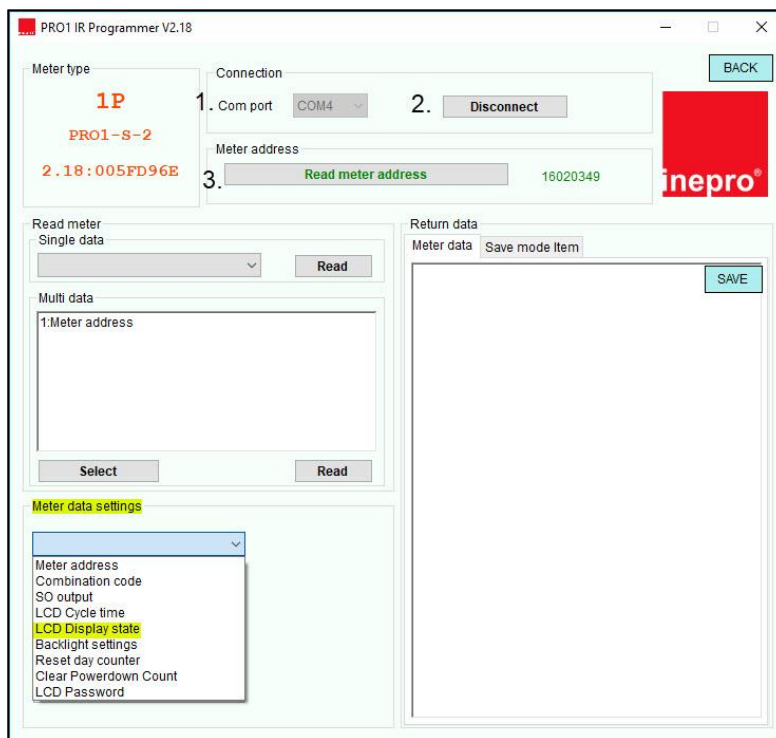 PRO1 IR Programmer V2.18
Meter type
1P
PRO1-S-2
2.18:005FD96E
Connection
1. Com port COM4 2. Disconnect
BACK
Meter address
3. Read meter address 16020349
inepro®
Read meter
Single data
Read
Multi data
1:Meter address
Select Read
Meter data settings
Meter address
Combination code
SO output
LCD Cycle time
LCD Display state
Backlight settings
Reset day counter
Clear Powerdown Count
LCD Password
Return data
Meter data Save mode Item
SAVE